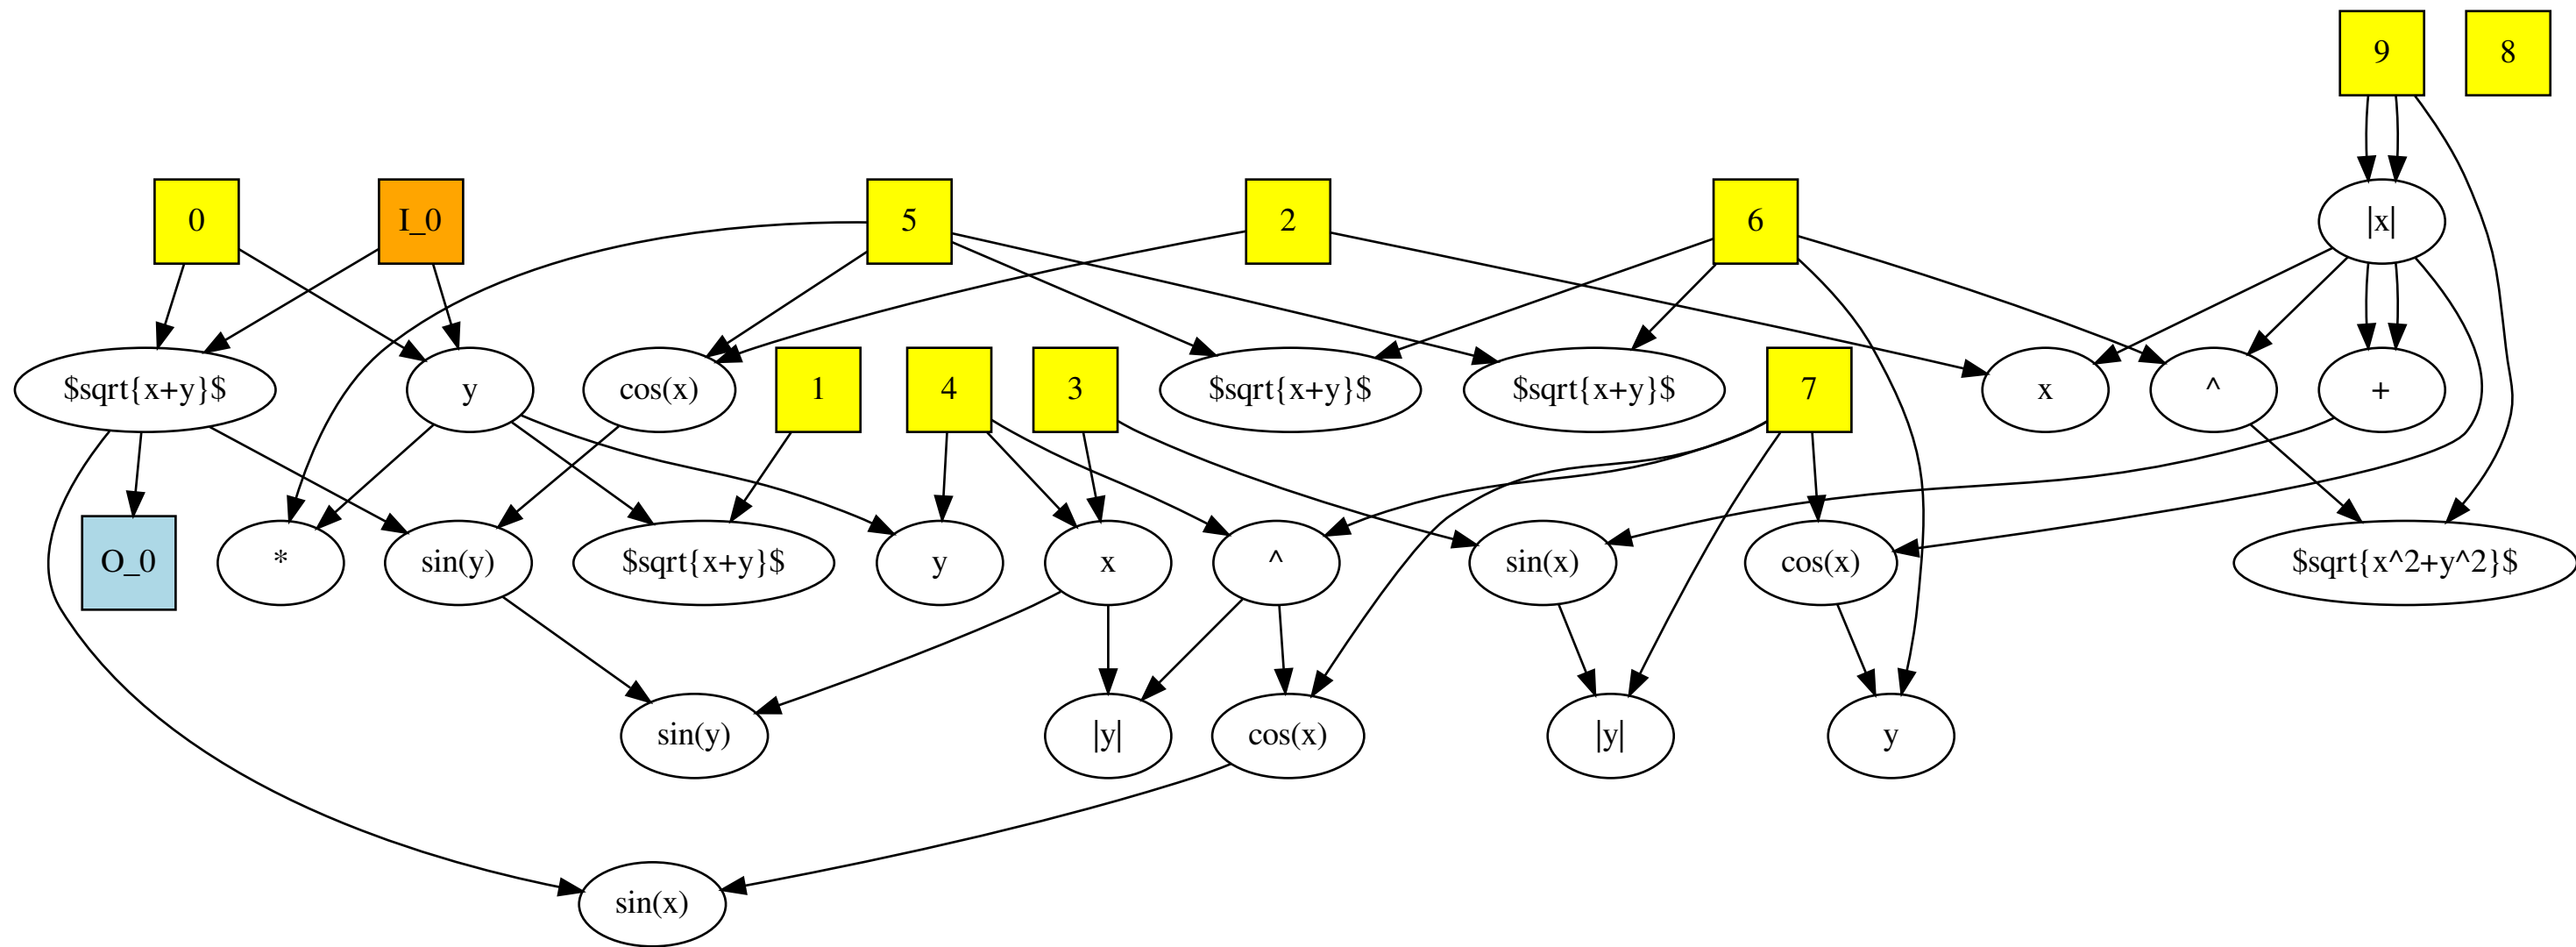 9
8
0
I_0
5
2
6
|x|
$sqrt{x+y}$
y
cos(x)
1
4
3
$sqrt{x+y}$
$sqrt{x+y}$
7
x
^
+
O_0
*
sin(y)
$sqrt{x+y}$
y
x
^
sin(x)
cos(x)
$sqrt{x^2+y^2}$
sin(y)
|y|
cos(x)
|y|
y
sin(x)